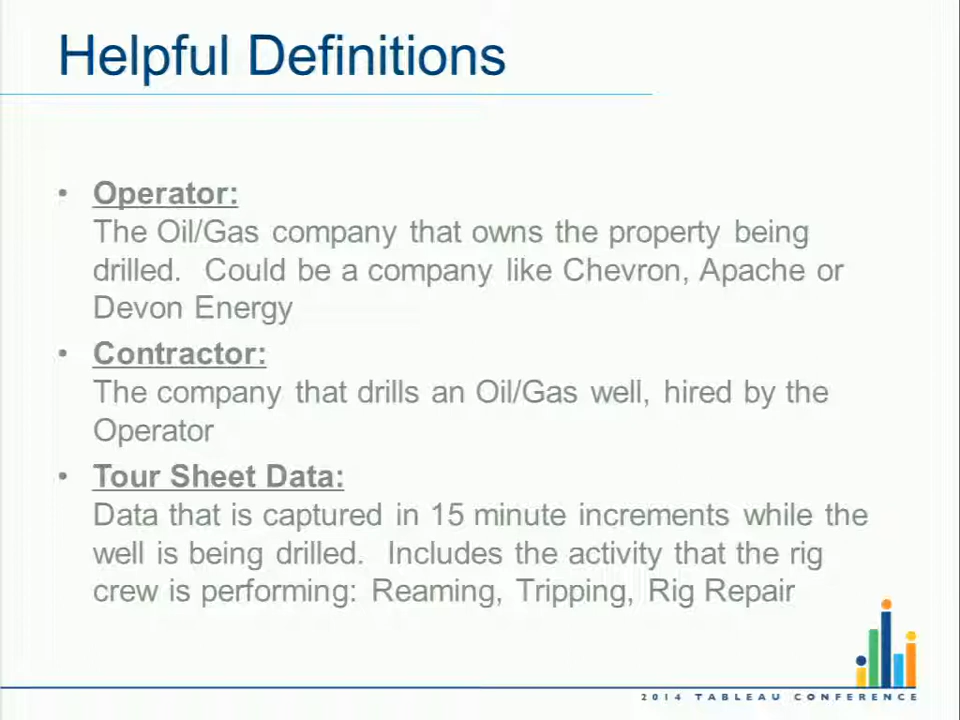 Helpful Definitions
• Operator:
The Oil/Gas company that owns the property being
drilled.  Could be a company like Chevron, Apache or
Devon Energy
• Contractor:
The company that drills an Oil/Gas well, hired by the
Operator
• Tour Sheet Data:
Data that is captured in 15 minute increments while the
well is being drilled.  Includes the activity that the rig
crew is performing: Reaming, Tripping, Rig Repair
2014 TABLEAU CONFERENCE